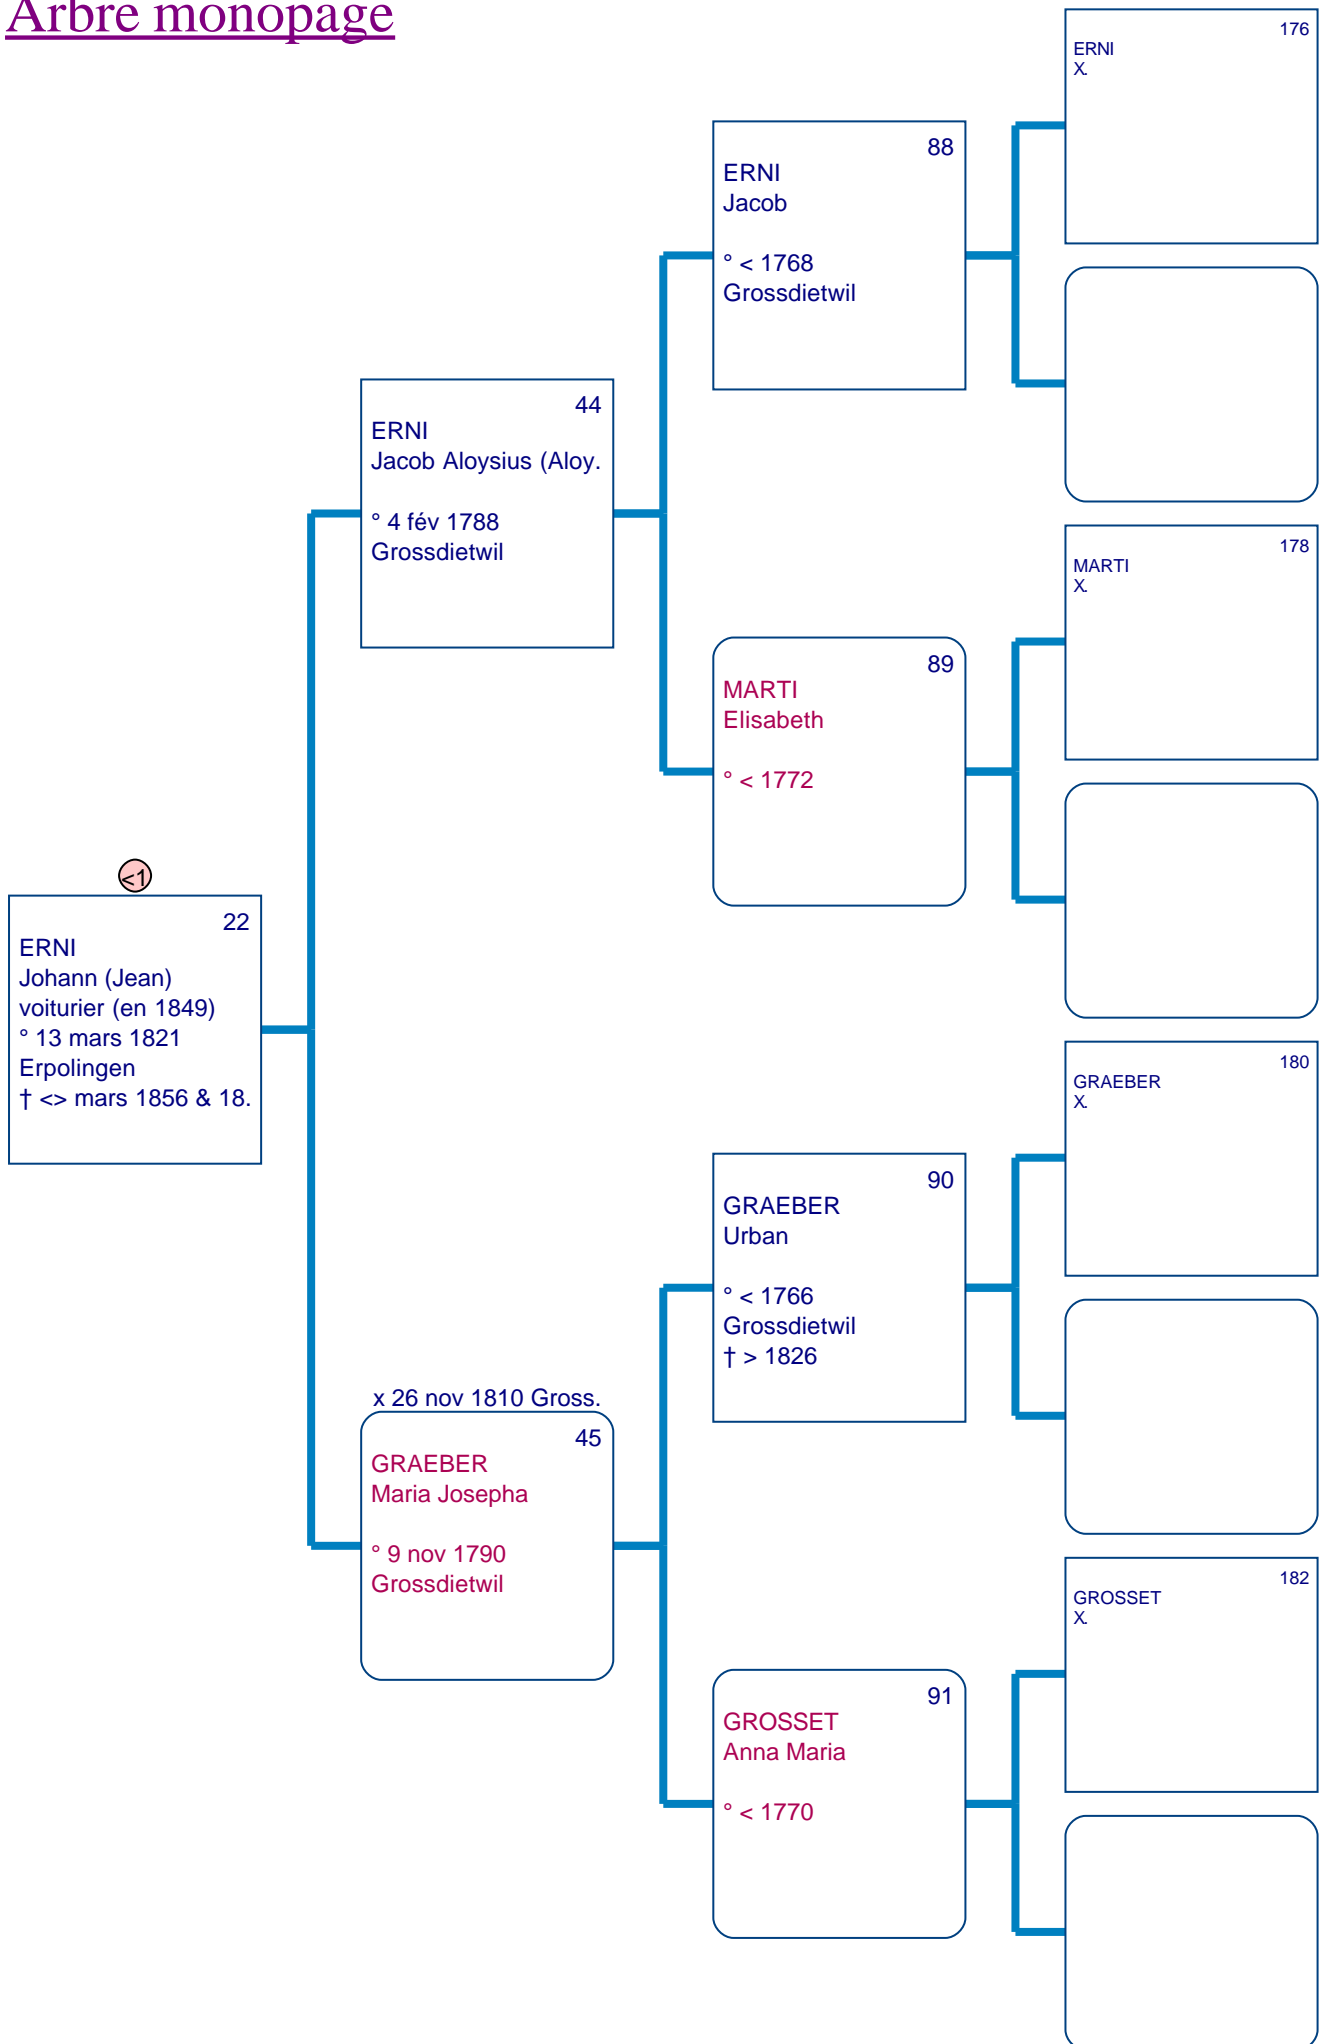 Arbre monopage
<1
22
ERNI
Johann (Jean)
voiturier (en 1849)
° 13 mars 1821
Erpolingen
† <> mars 1856 & 18.
44
ERNI
Jacob Aloysius (Aloy.
° 4 fév 1788
Grossdietwil
x 26 nov 1810 Gross.
45
GRAEBER
Maria Josepha
° 9 nov 1790
Grossdietwil
88
ERNI
Jacob
° < 1768
Grossdietwil
89
MARTI
Elisabeth
° < 1772
90
GRAEBER
Urban
° < 1766
Grossdietwil
† > 1826
91
GROSSET
Anna Maria
° < 1770
176
ERNI
X.
178
MARTI
X.
180
GRAEBER
X.
182
GROSSET
X.